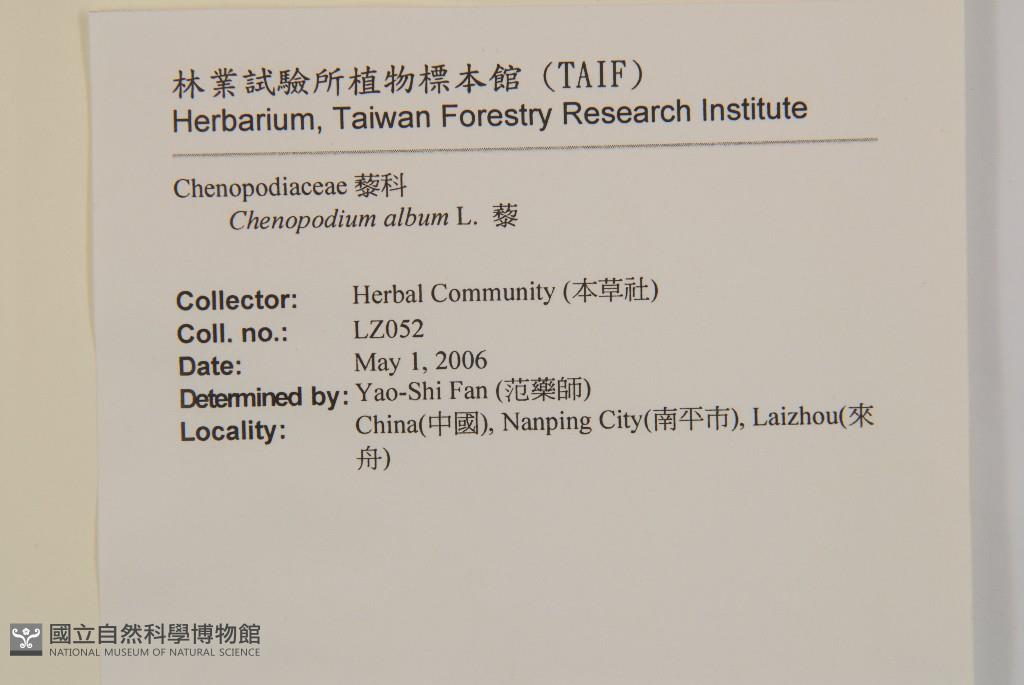 林業試驗所植物標本館 (TAIF)
Herbarium, Taiwan Forestry Research Institute
Chenopodiaceae 藜科
Chenopodium album L. 藜
Collector: Herbal Community (本草社)
Coll. no.: LZ052
Date: May 1, 2006
Determined by: Yao-Shi Fan (范藥師)
Locality: China(中國), Nanping City(南平市), Laizhou(來
舟)
國立自然科學博物館
NATIONAL MUSEUM OF NATURAL SCIENCE